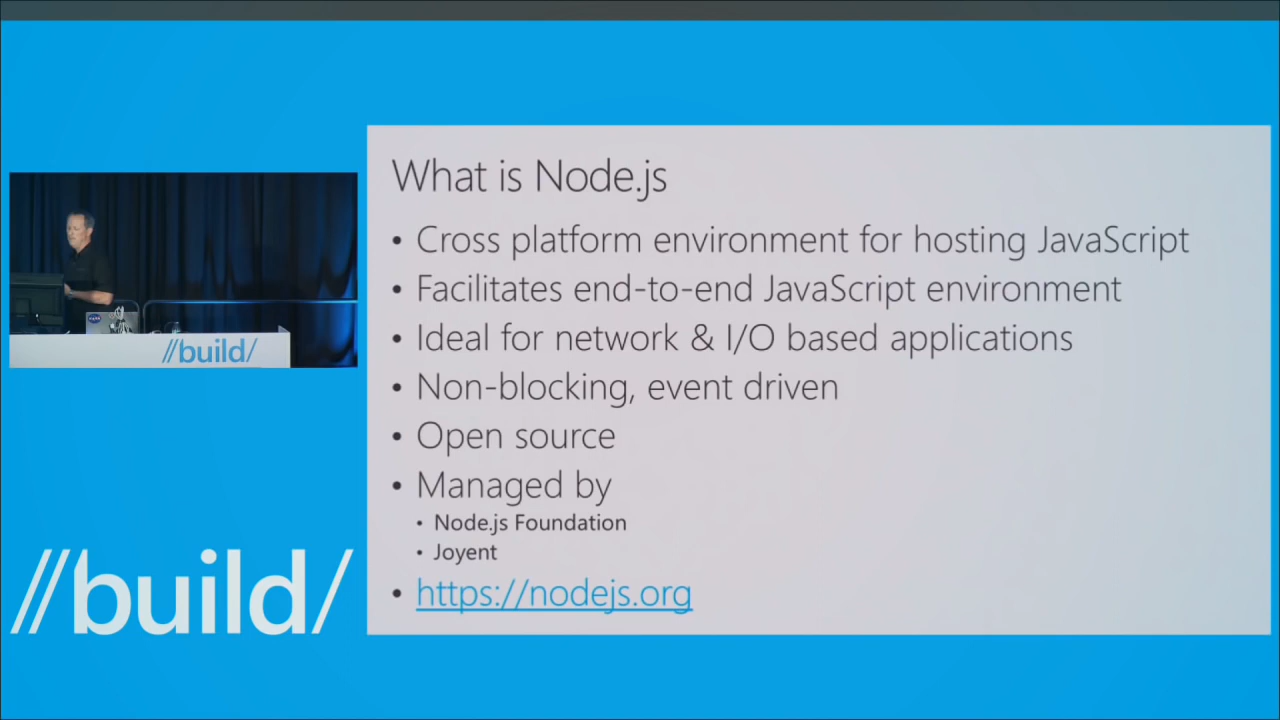 What is Node.js
• Cross platform environment for hosting JavaScript
• Facilitates end-to-end JavaScript environment
• Ideal for network & I/O based applications
• Non-blocking, event driven
• Open source
• Managed by
• Node.js Foundation
• Joyent
• https://nodejs.org
//build/
//build/